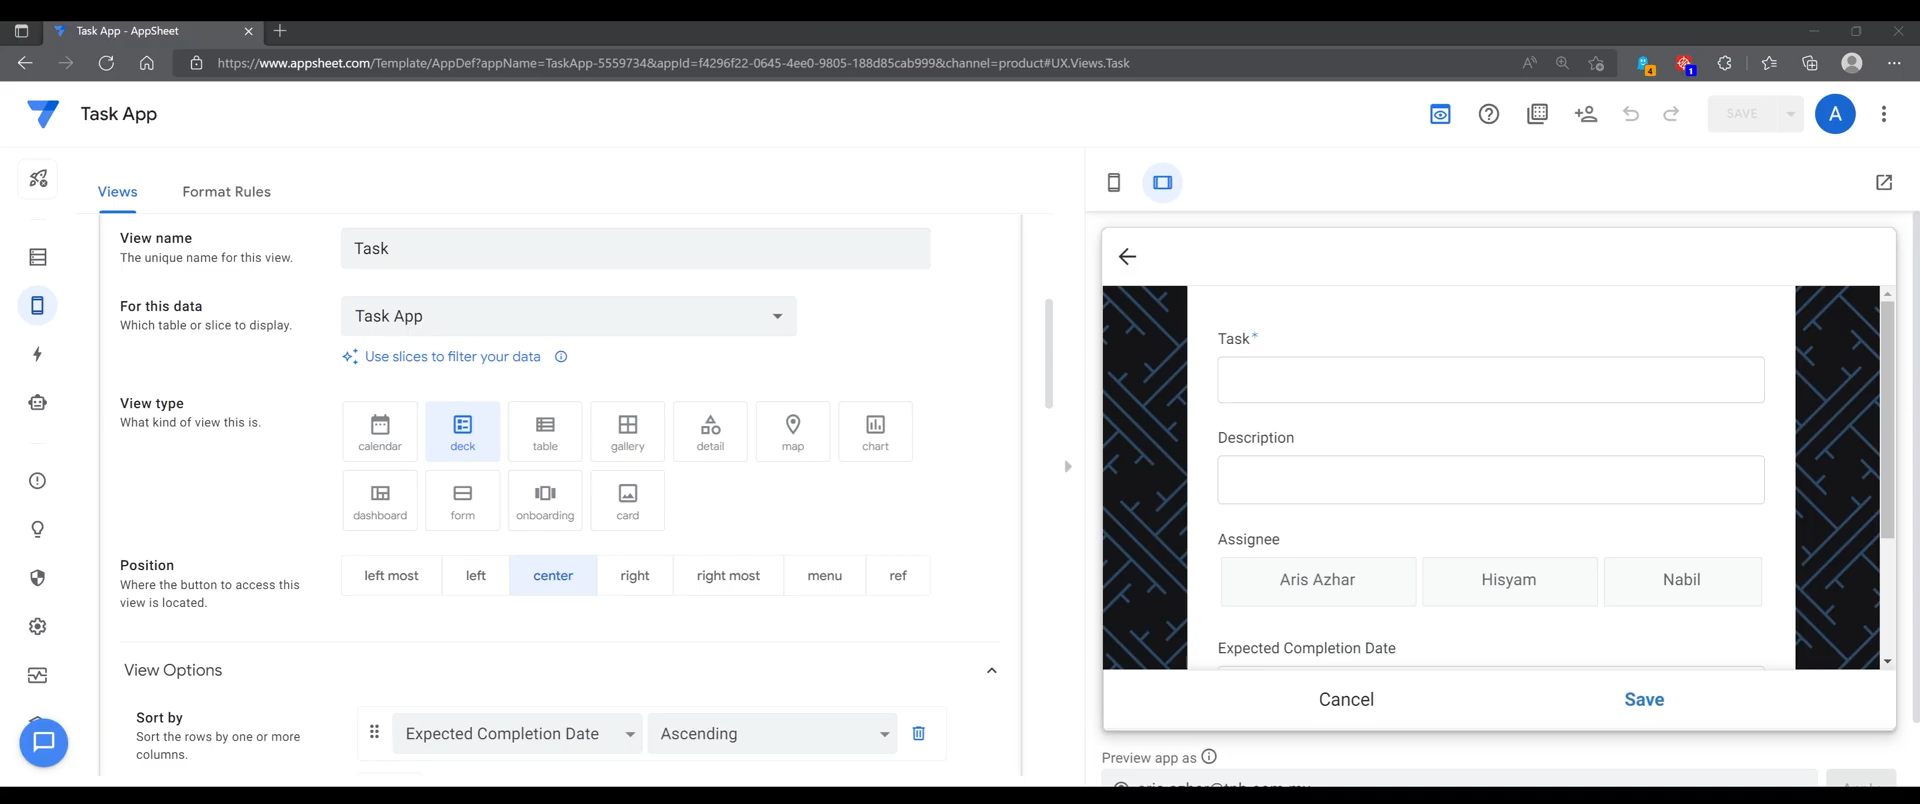 Task App - AppSheet
https://www.appsheet.com/Template/AppDef?appName=TaskApp-5559734&appId=f4296f22-0645-4ee0-9805-188d85cab999&channel=product#UX.Views.Task
4
1
Task App
SAVE
A
Views
Format Rules
View name
The unique name for this view.
Task
For this data
Which table or slice to display.
Task App
Use slices to filter your data
View type
What kind of view this is.
calendar
deck
table
gallery
detail
map
chart
dashboard
form
onboarding
card
Position
Where the button to access this
view is located.
left most
left
center
right
right most
menu
ref
View Options
Sort by
Sort the rows by one or more
columns.
Expected Completion Date
Ascending
Task*
Description
Assignee
Aris Azhar
Hisyam
Nabil
Expected Completion Date
Cancel
Save
Preview app as